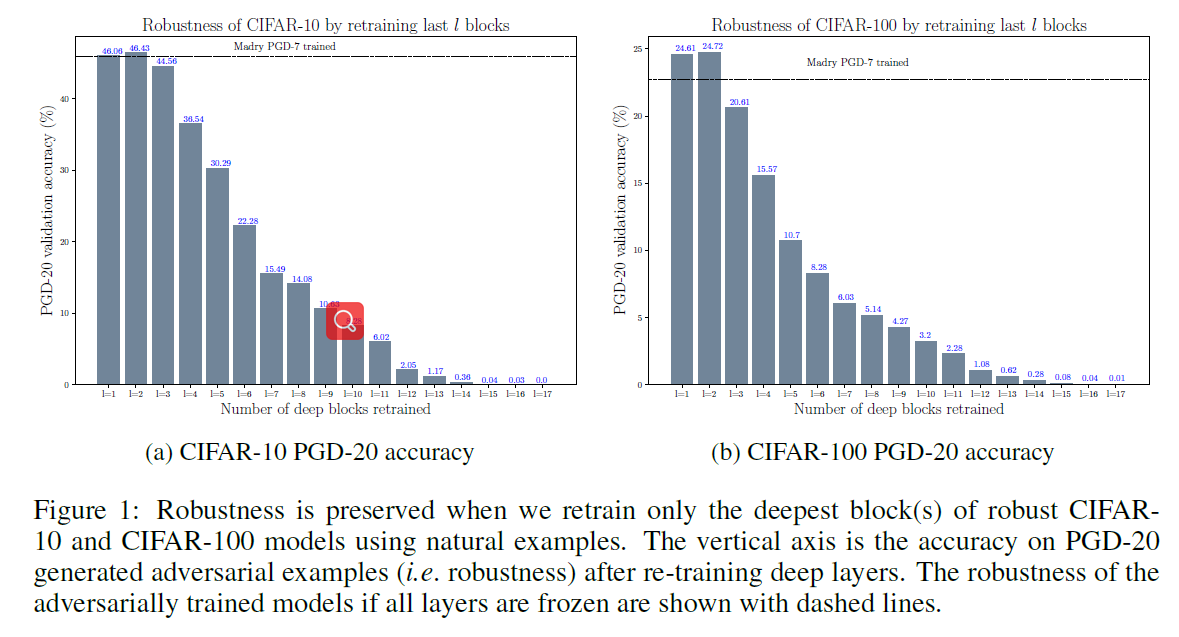 Robustness of CIFAR-10 by retraining last l blocks
Madry PGD-7 trained
46.06
46.43
44.56
36.54
30.29
22.28
15.49
14.08
10.63
6.02
2.05
1.17
0.36
0.04
0.03
0.0
PGD-20 validation accuracy (%)
40
30
20
10
0
l=1 l=2 l=3 l=4 l=5 l=6 l=7 l=8 l=9 l=10 l=11 l=12 l=13 l=14 l=15 l=16 l=17
Number of deep blocks retrained
(a) CIFAR-10 PGD-20 accuracy
Robustness of CIFAR-100 by retraining last l blocks
Madry PGD-7 trained
24.61
24.72
20.61
15.57
10.7
8.28
6.03
5.14
4.27
3.2
2.28
1.08
0.62
0.28
0.08
0.04
0.01
PGD-20 validation accuracy (%)
25
20
15
10
5
0
l=1 l=2 l=3 l=4 l=5 l=6 l=7 l=8 l=9 l=10 l=11 l=12 l=13 l=14 l=15 l=16 l=17
Number of deep blocks retrained
(b) CIFAR-100 PGD-20 accuracy
Figure 1: Robustness is preserved when we retrain only the deepest block(s) of robust CIFAR-
10 and CIFAR-100 models using natural examples. The vertical axis is the accuracy on PGD-20
generated adversarial examples (i.e. robustness) after re-training deep layers. The robustness of the
adversarially trained models if all layers are frozen are shown with dashed lines.